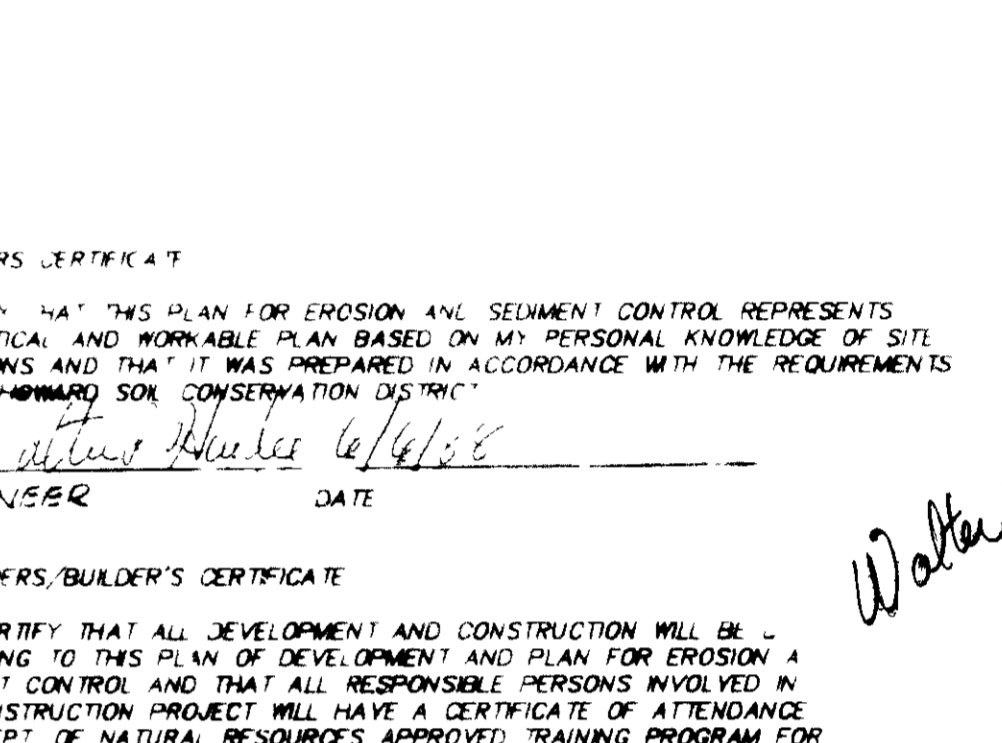 RS CERTIFICATE
HAT THIS PLAN FOR EROSION AND SEDIMENT CONTROL REPRESENTS
TICAL AND WORKABLE PLAN BASED ON MY PERSONAL KNOWLEDGE OF SITE
ONS AND THAT IT WAS PREPARED IN ACCORDANCE WITH THE REQUIREMENTS
HOWARD SOIL CONSERVATION DISTRICT
6/6/88
NEER DATE
Walter
ERS/BUILDER'S CERTIFICATE
RTIFY THAT ALL DEVELOPMENT AND CONSTRUCTION WILL BE
NG TO THIS PLAN OF DEVELOPMENT AND PLAN FOR EROSION A
T CONTROL AND THAT ALL RESPONSIBLE PERSONS INVOLVED IN
STRUCTION PROJECT WILL HAVE A CERTIFICATE OF ATTENDANCE
EPT. OF NATURAL RESOURCES APPROVED TRAINING PROGRAM FOR